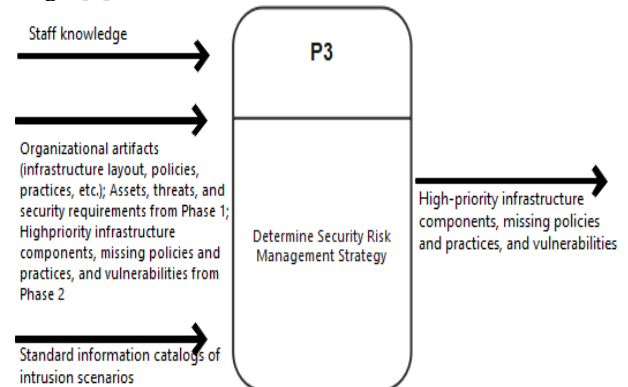 Staff knowledge
P3
Organizational artifacts
(infrastructure layout, policies,
practices, etc.); Assets, threats, and
security requirements from Phase 1;
Highpriority infrastructure
components, missing policies and
practices, and vulnerabilities from
Phase 2
Determine Security Risk
Management Strategy
High-priority infrastructure
components, missing policies
and practices, and vulnerabilities
Standard information catalogs of
intrusion scenarios